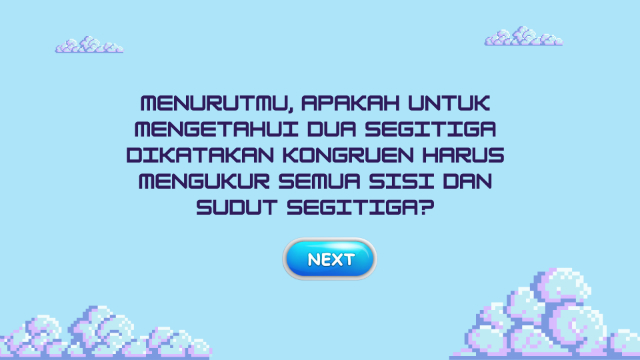 MENURUTMU, APAKAH UNTUK
MENGETAHUI DUA SEGITIGA
DIKATAKAN KONGRUEN HARUS
MENGUKUR SEMUA SISI DAN
SUDUT SEGITIGA?
NEXT